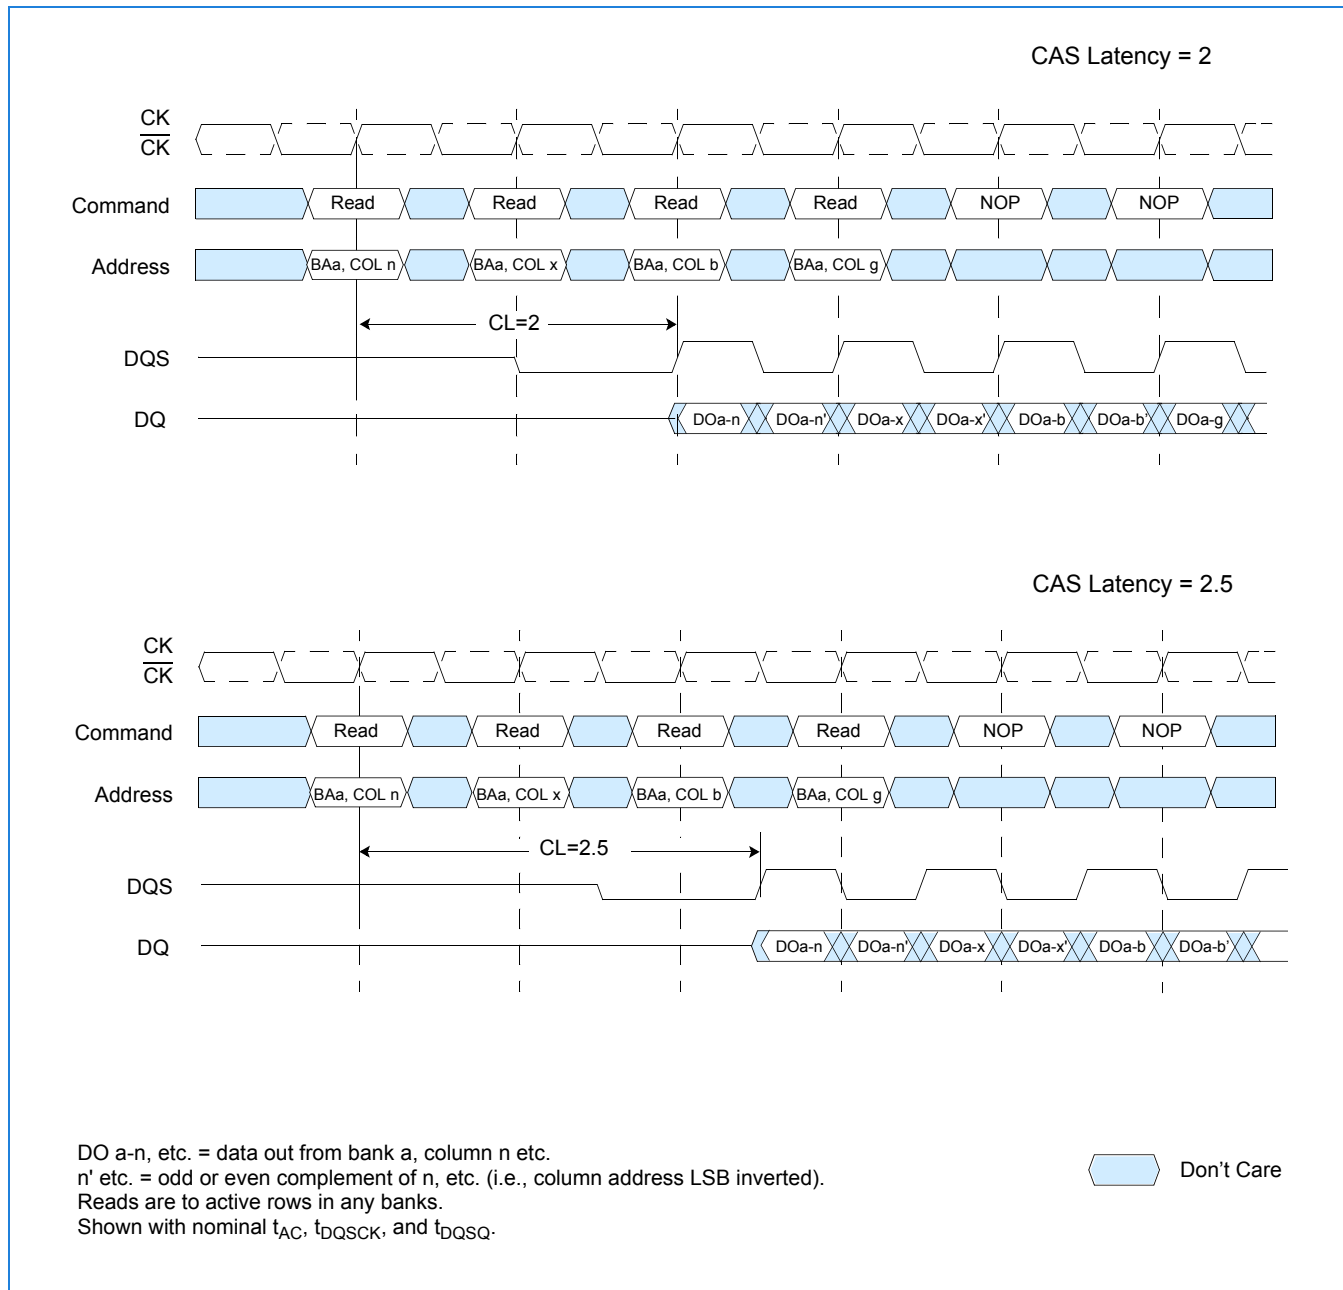 CAS Latency = 2
CK
CK
Command Read Read Read Read NOP NOP
Address BAa, COL n BAa, COL x BAa, COL b BAa, COL g
CL=2
DQS
DQ DOa-n DOa-n' DOa-x DOa-x' DOa-b DOa-b’ DOa-g
CAS Latency = 2.5
CK
CK
Command Read Read Read Read NOP NOP
Address BAa, COL n BAa, COL x BAa, COL b BAa, COL g
CL=2.5
DQS
DQ DOa-n DOa-n' DOa-x DOa-x' DOa-b DOa-b’
DO a-n, etc. = data out from bank a, column n etc.
n' etc. = odd or even complement of n, etc. (i.e., column address LSB inverted).
Reads are to active rows in any banks.
Shown with nominal tAC, tDQSCK, and tDQSQ.
Don’t Care